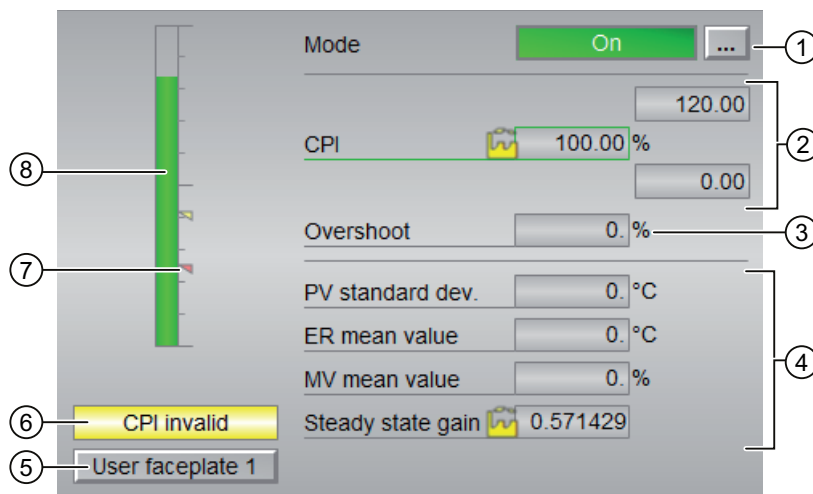 Mode On ... 1
120.00
CPI 100.00 % 2
0.00
8
Overshoot 0. % 3
7
PV standard dev. 0. °C
ER mean value 0. °C
4
MV mean value 0. %
6 CPI invalid Steady state gain 0.571429
5 User faceplate 1